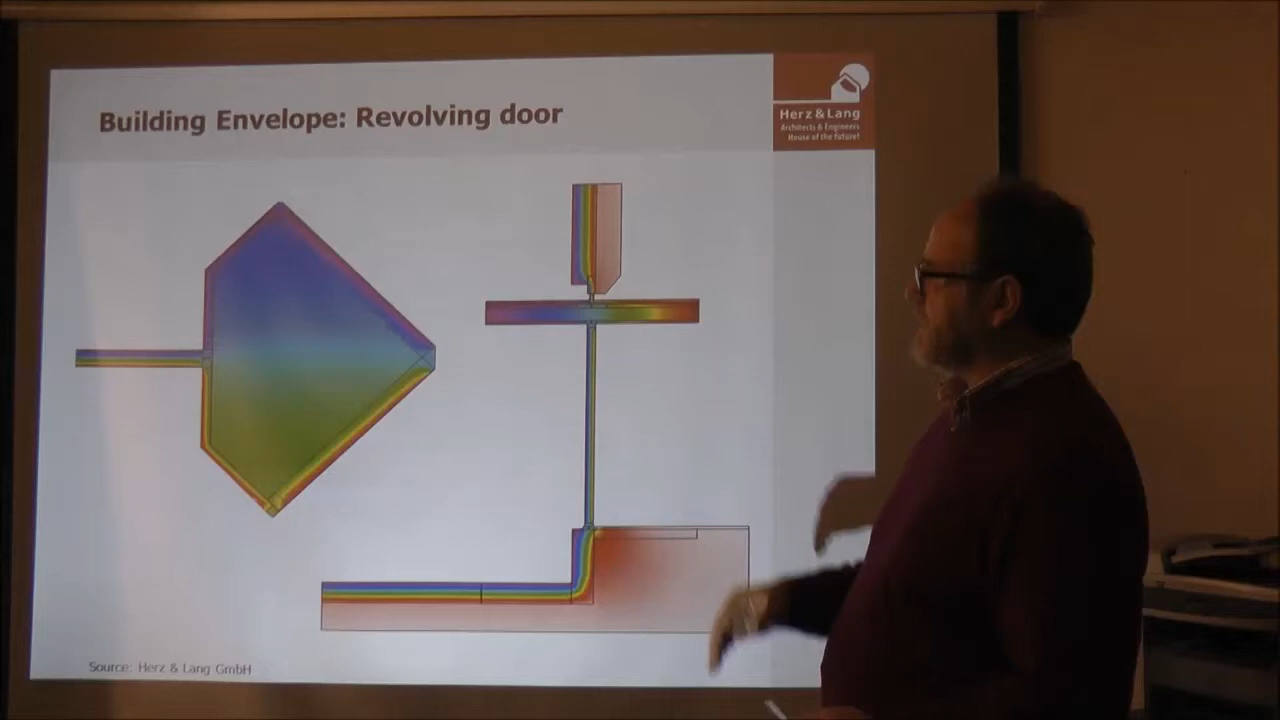 Building Envelope: Revolving door
Herz & Lang
Architects & Engineers
House of the future!
Source: Herz & Lang GmbH